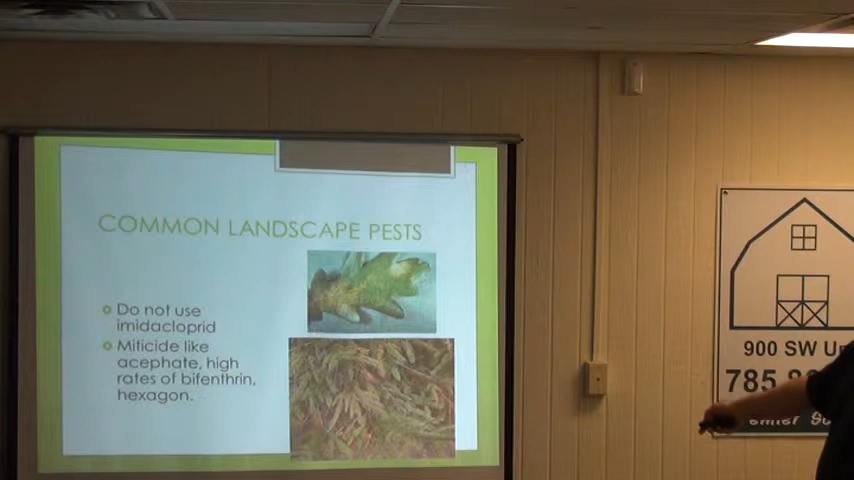 COMMON LANDSCAPE PESTS
Do not use
imidacloprid
Miticide like
acephate, high
rates of bifenthrin,
hexagon.
900 SW
785